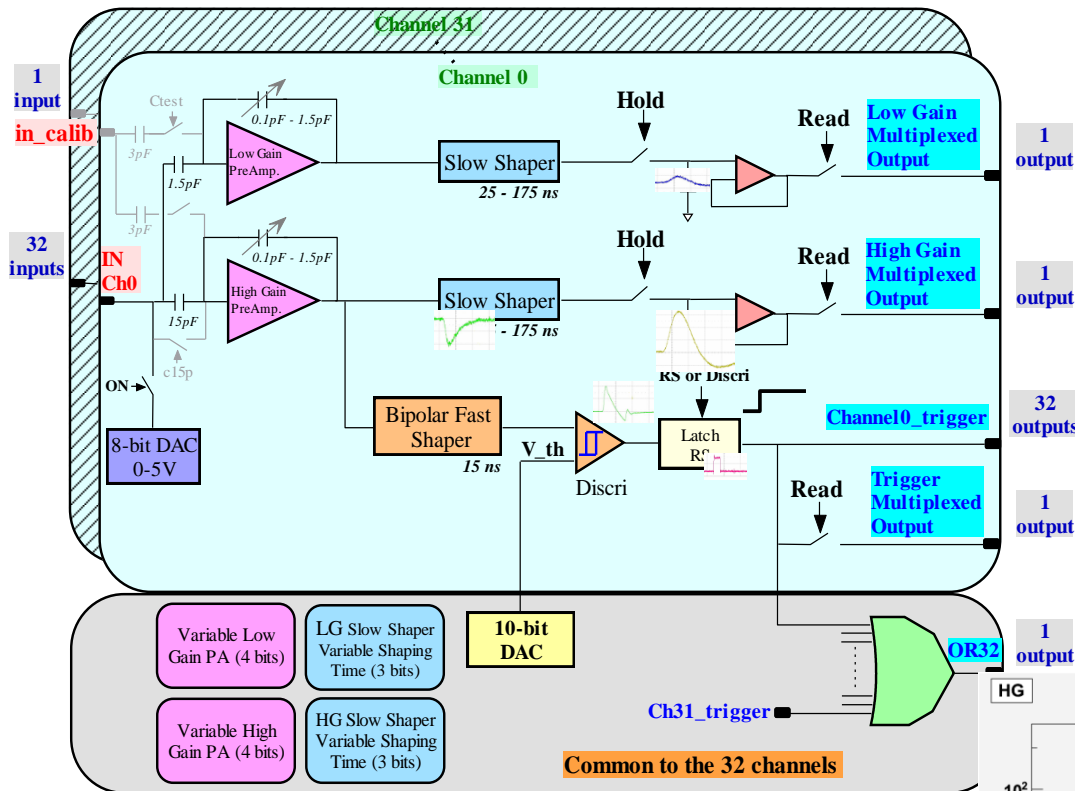 Channel 31
Channel 0
1
input
in_calib
Ctest
3pF
1.5pF
0.1pF - 1.5pF
Low Gain
PreAmp.
Slow Shaper
25 - 175 ns
Hold
Read
Low Gain
Multiplexed
Output
1
output
3pF
32
inputs
IN
Ch0
15pF
c15p
0.1pF - 1.5pF
High Gain
PreAmp.
Slow Shaper
- 175 ns
Hold
Read
High Gain
Multiplexed
Output
1
output
ON
8-bit DAC
0-5V
Bipolar Fast
Shaper
15 ns
V_th
Discri
RS or Discri
Latch
RS
Channel0_trigger
32
outputs
Read
Trigger
Multiplexed
Output
1
output
Variable Low
Gain PA (4 bits)
LG Slow Shaper
Variable Shaping
Time (3 bits)
10-bit
DAC
OR32
1
output
Variable High
Gain PA (4 bits)
HG Slow Shaper
Variable Shaping
Time (3 bits)
Ch31_trigger
Common to the 32 channels
HG
10²